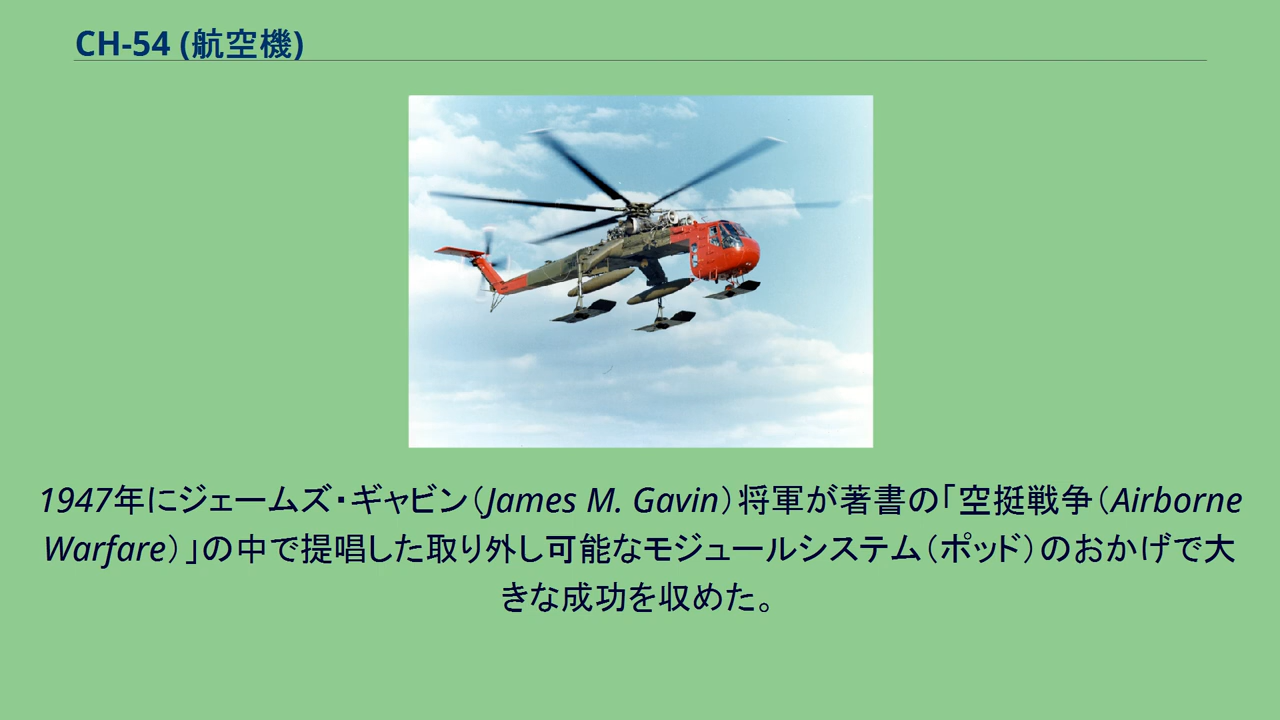 CH-54 (航空機)
1947年にジェームズ・ギャビン（James M. Gavin）将軍が著書の「空挺戦争（Airborne
Warfare）」の中で提唱した取り外し可能なモジュールシステム（ポッド）のおかげで大
きな成功を収めた。